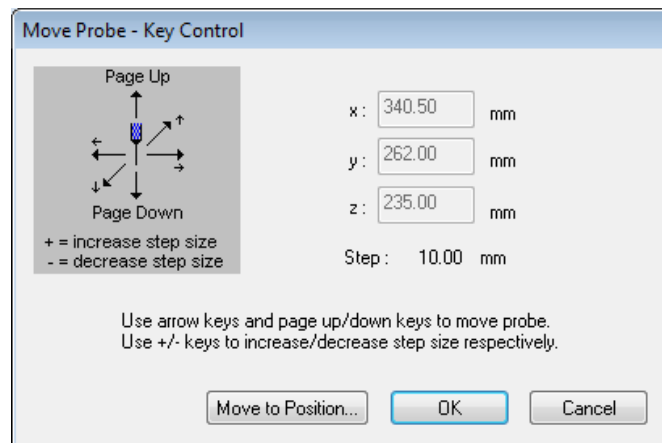 Move Probe - Key Control
Page Up
Page Down
+ = increase step size
- = decrease step size
x : 340.50 mm
y : 262.00 mm
z : 235.00 mm
Step : 10.00 mm
Use arrow keys and page up/down keys to move probe.
Use +/- keys to increase/decrease step size respectively.
Move to Position... OK Cancel